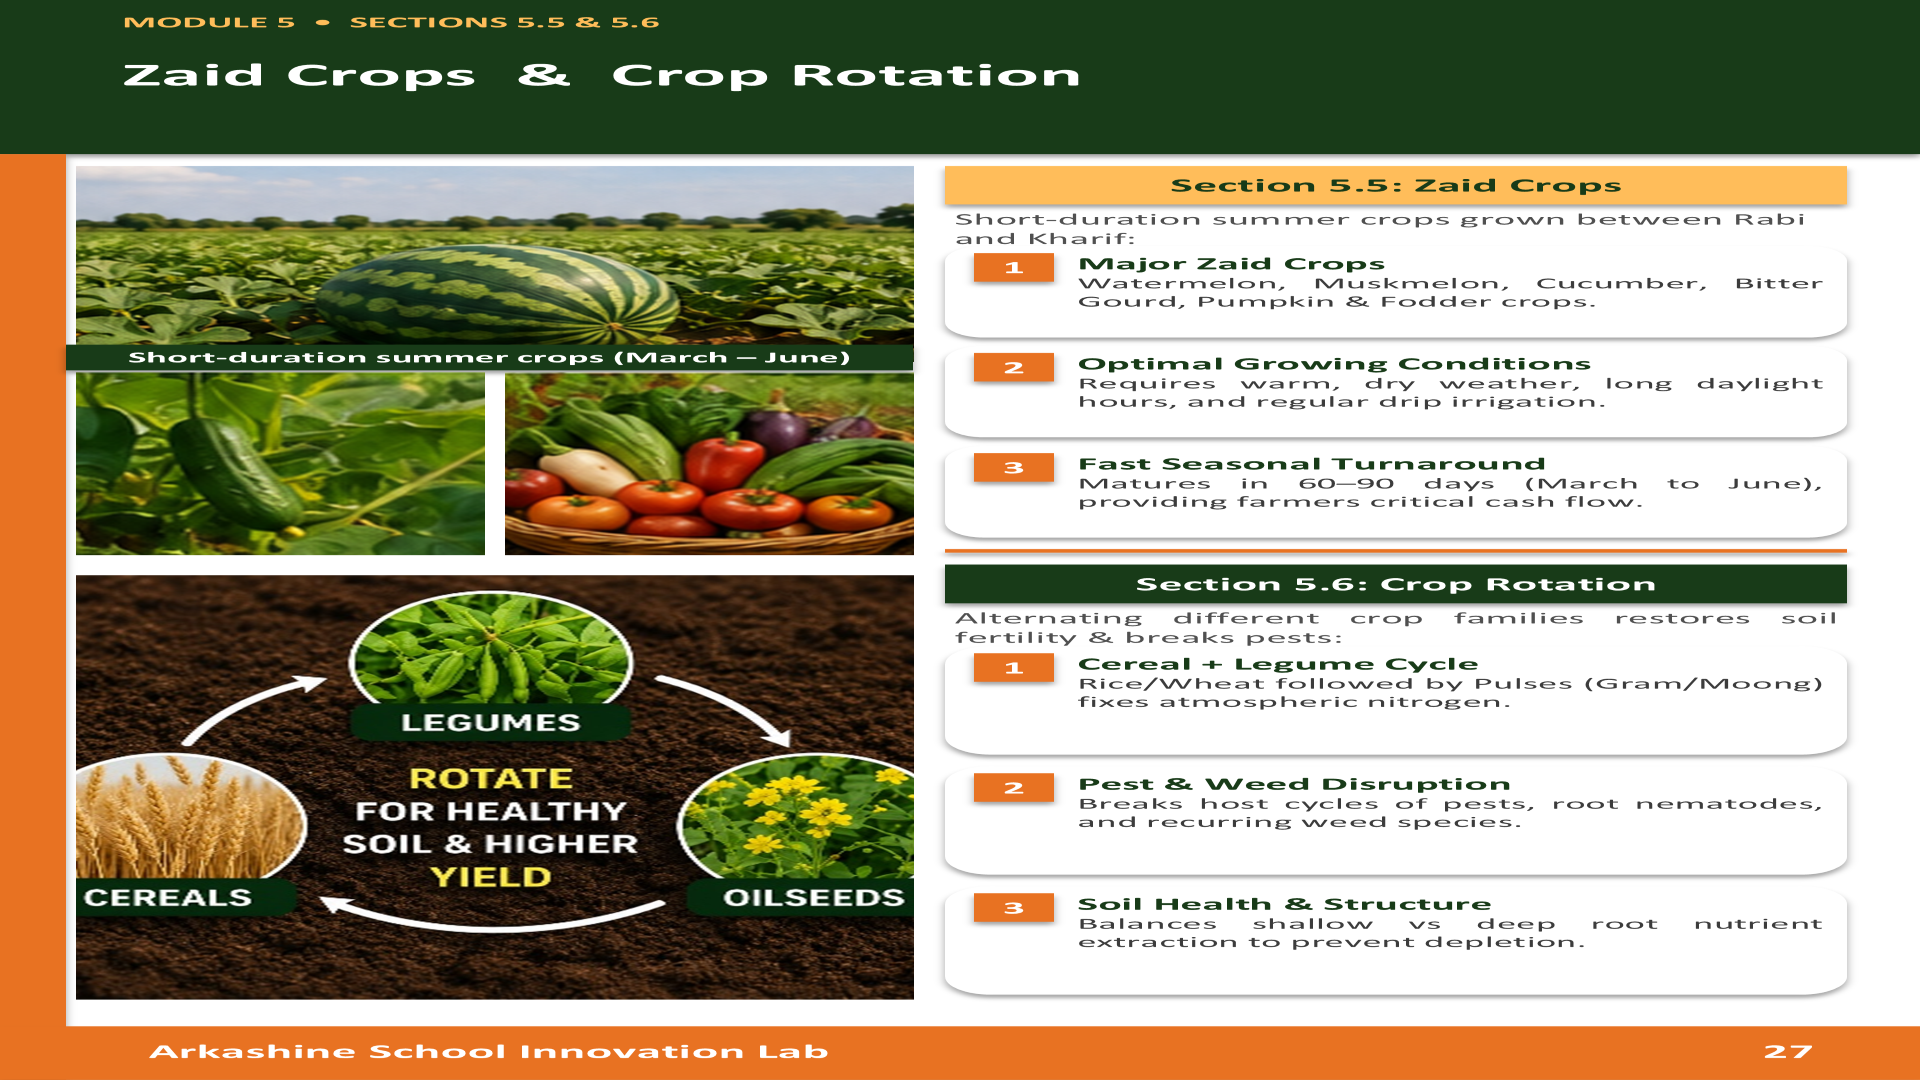 MODULE 5 • SECTIONS 5.5 & 5.6
Zaid Crops & Crop Rotation
Short-duration summer crops (March — June)
LEGUMES
ROTATE
FOR HEALTHY
SOIL & HIGHER
YIELD
CEREALS
OILSEEDS
Section 5.5: Zaid Crops
Short-duration summer crops grown between Rabi
and Kharif:
1
Major Zaid Crops
Watermelon, Muskmelon, Cucumber, Bitter
Gourd, Pumpkin & Fodder crops.
2
Optimal Growing Conditions
Requires warm, dry weather, long daylight
hours, and regular drip irrigation.
3
Fast Seasonal Turnaround
Matures in 60–90 days (March to June),
providing farmers critical cash flow.
Section 5.6: Crop Rotation
Alternating different crop families restores soil
fertility & breaks pests:
1
Cereal + Legume Cycle
Rice/Wheat followed by Pulses (Gram/Moong)
fixes atmospheric nitrogen.
2
Pest & Weed Disruption
Breaks host cycles of pests, root nematodes,
and recurring weed species.
3
Soil Health & Structure
Balances shallow vs deep root nutrient
extraction to prevent depletion.
Arkashine School Innovation Lab
27